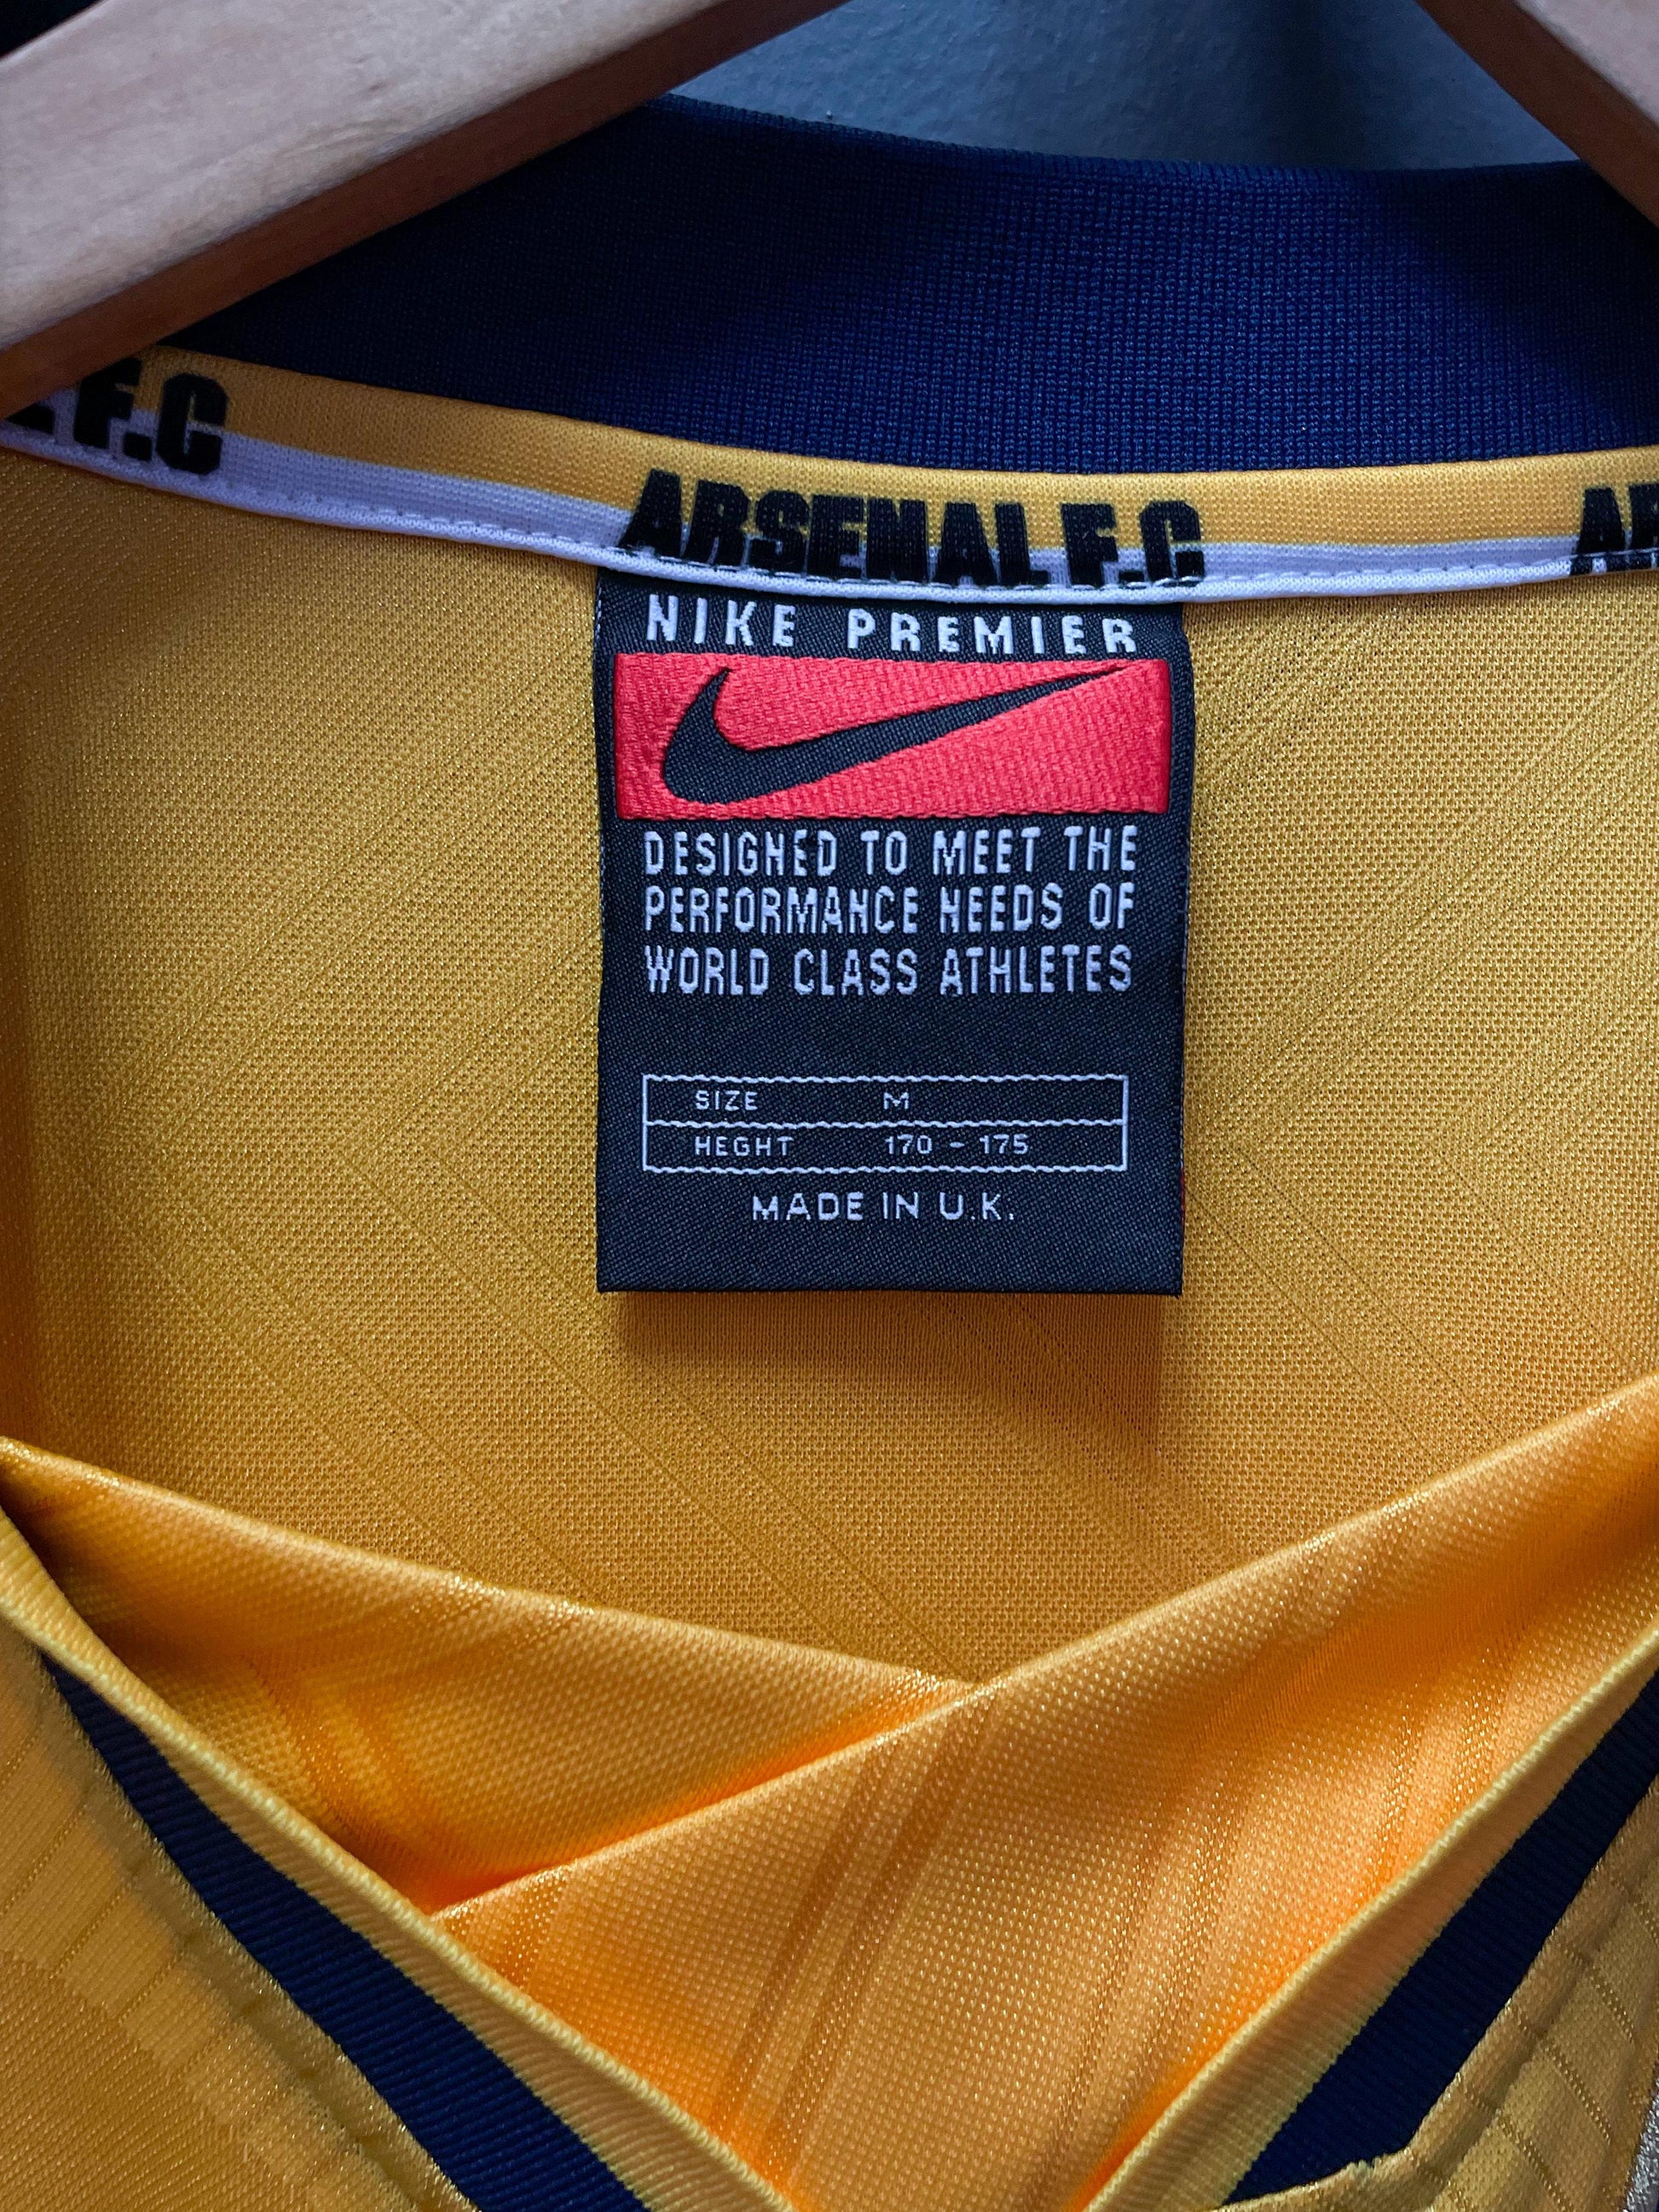 F.C
ARSENAL F.C
NIKE PREMIER
DESIGNED TO MEET THE
PERFORMANCE NEEDS OF
WORLD CLASS ATHLETES
SIZE M
HEGHT 170 - 175
MADE IN U.K.